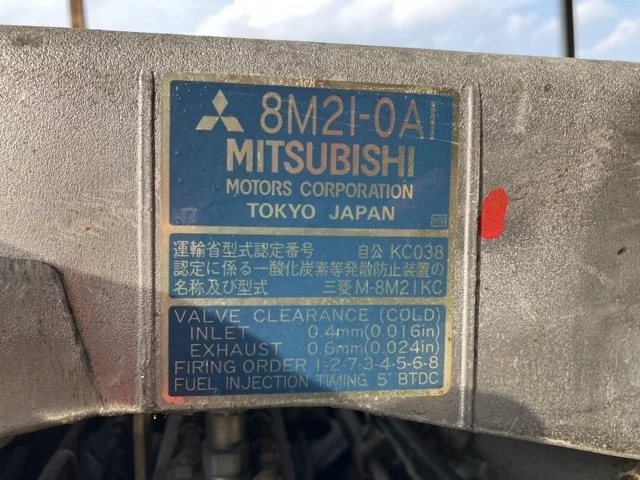 8M21-0A1
MITSUBISHI
MOTORS CORPORATION
TOKYO JAPAN
運輸省型式認定番号 自公 KC038
認定に係る一酸化炭素等発散防止装置の
名称及び型式 三菱 M-8M21KC
VALVE CLEARANCE (COLD)
INLET 0.4mm(0.016in)
EXHAUST 0.6mm(0.024in)
FIRING ORDER 1-2-7-3-4-5-6-8
FUEL INJECTION TIMING 5° BTDC